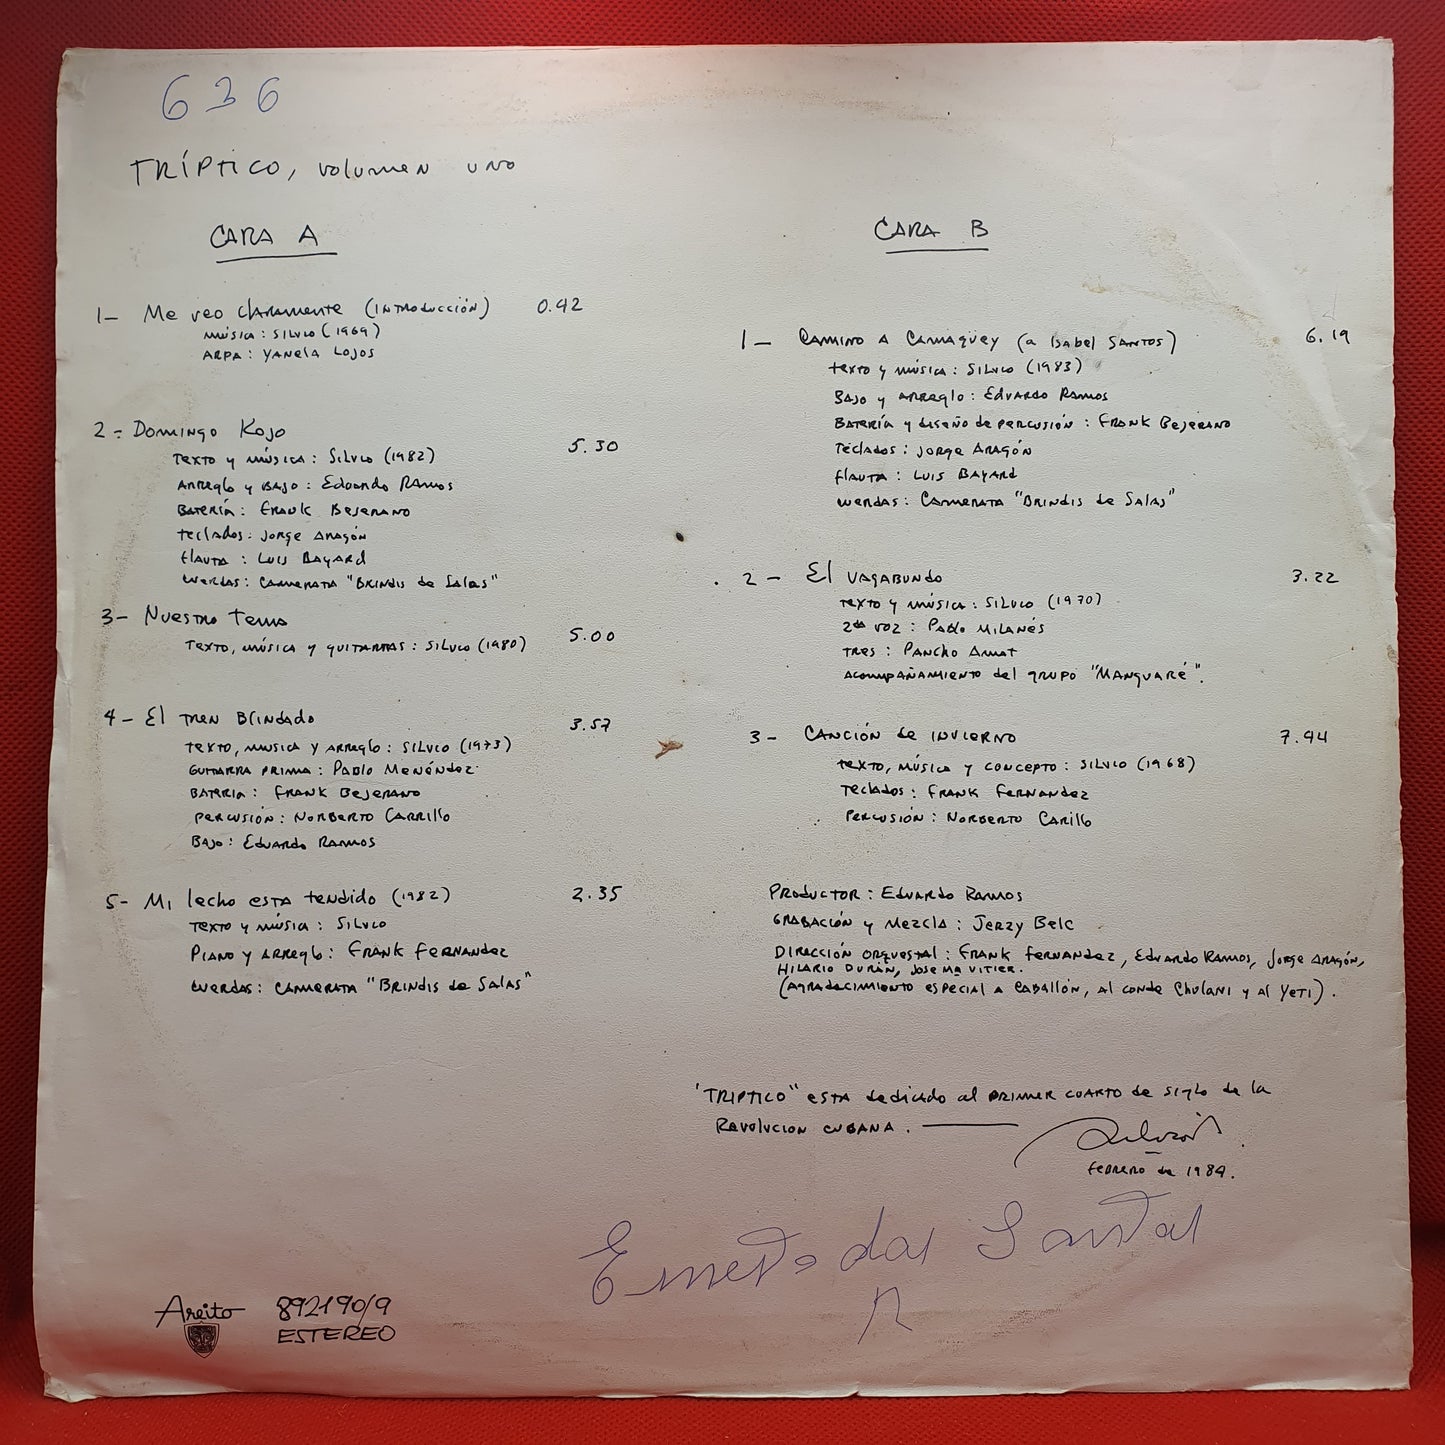 636
TRÍPTICO, volumen uno
CARA A
1- Me veo claramente (introducción) 0.42
música: Silvio (1969)
arpa: Yanela Lojos
2- Domingo Rojo 5.30
texto y música: Silvio (1982)
arreglo y bajo: Eduardo Ramos
batería: Frank Bejerano
teclados: Jorge Aragón
flauta: Luis Bayard
cuerdas: Camerata "Brindis de Salas"
3- Nuestro tema 5.00
texto, música y guitarras: Silvio (1980)
4- El tren blindado 3.57
texto, musica y arreglo: Silvio (1973)
guitarra prima: Pablo Menéndez
bateria: Frank Bejerano
percusión: Norberto Carrillo
bajo: Eduardo Ramos
5- Mi lecho esta tendido (1982) 2.35
texto y música: Silvio
piano y arreglo: Frank Fernandez
cuerdas: Camerata "Brindis de Salas"
CARA B
1- Camino a Camagüey (a Isabel Santos) 6.19
texto y música: Silvio (1983)
bajo y arreglo: Eduardo Ramos
batería y diseño de percusión: Frank Bejerano
teclados: Jorge Aragón
flauta: Luis Bayard
cuerdas: Camerata "Brindis de Salas"
2- El vagabundo 3.22
texto y música: Silvio (1970)
2da voz: Pablo Milanés
tres: Pancho Amat
acompañamiento del grupo "Manguaré".
3- Canción de invierno 7.44
texto, música y concepto: Silvio (1968)
teclados: Frank Fernandez
percusión: Norberto Carillo
Productor: Eduardo Ramos
Grabación y mezcla: Jerzy Belc
Dirección orquestal: Frank Fernandez, Eduardo Ramos, Jorge Aragón,
Hilario Durán, Jose Ma Vitier.
(Agradecimiento especial a Caballón, al conde Chulani y al Yeti).
'TRIPTICO" esta dedicado al primer cuarto de siglo de la
Revolucion Cubana.
febrero de 1984.
Erneto dos Santos
Areito 892190/9
ESTEREO